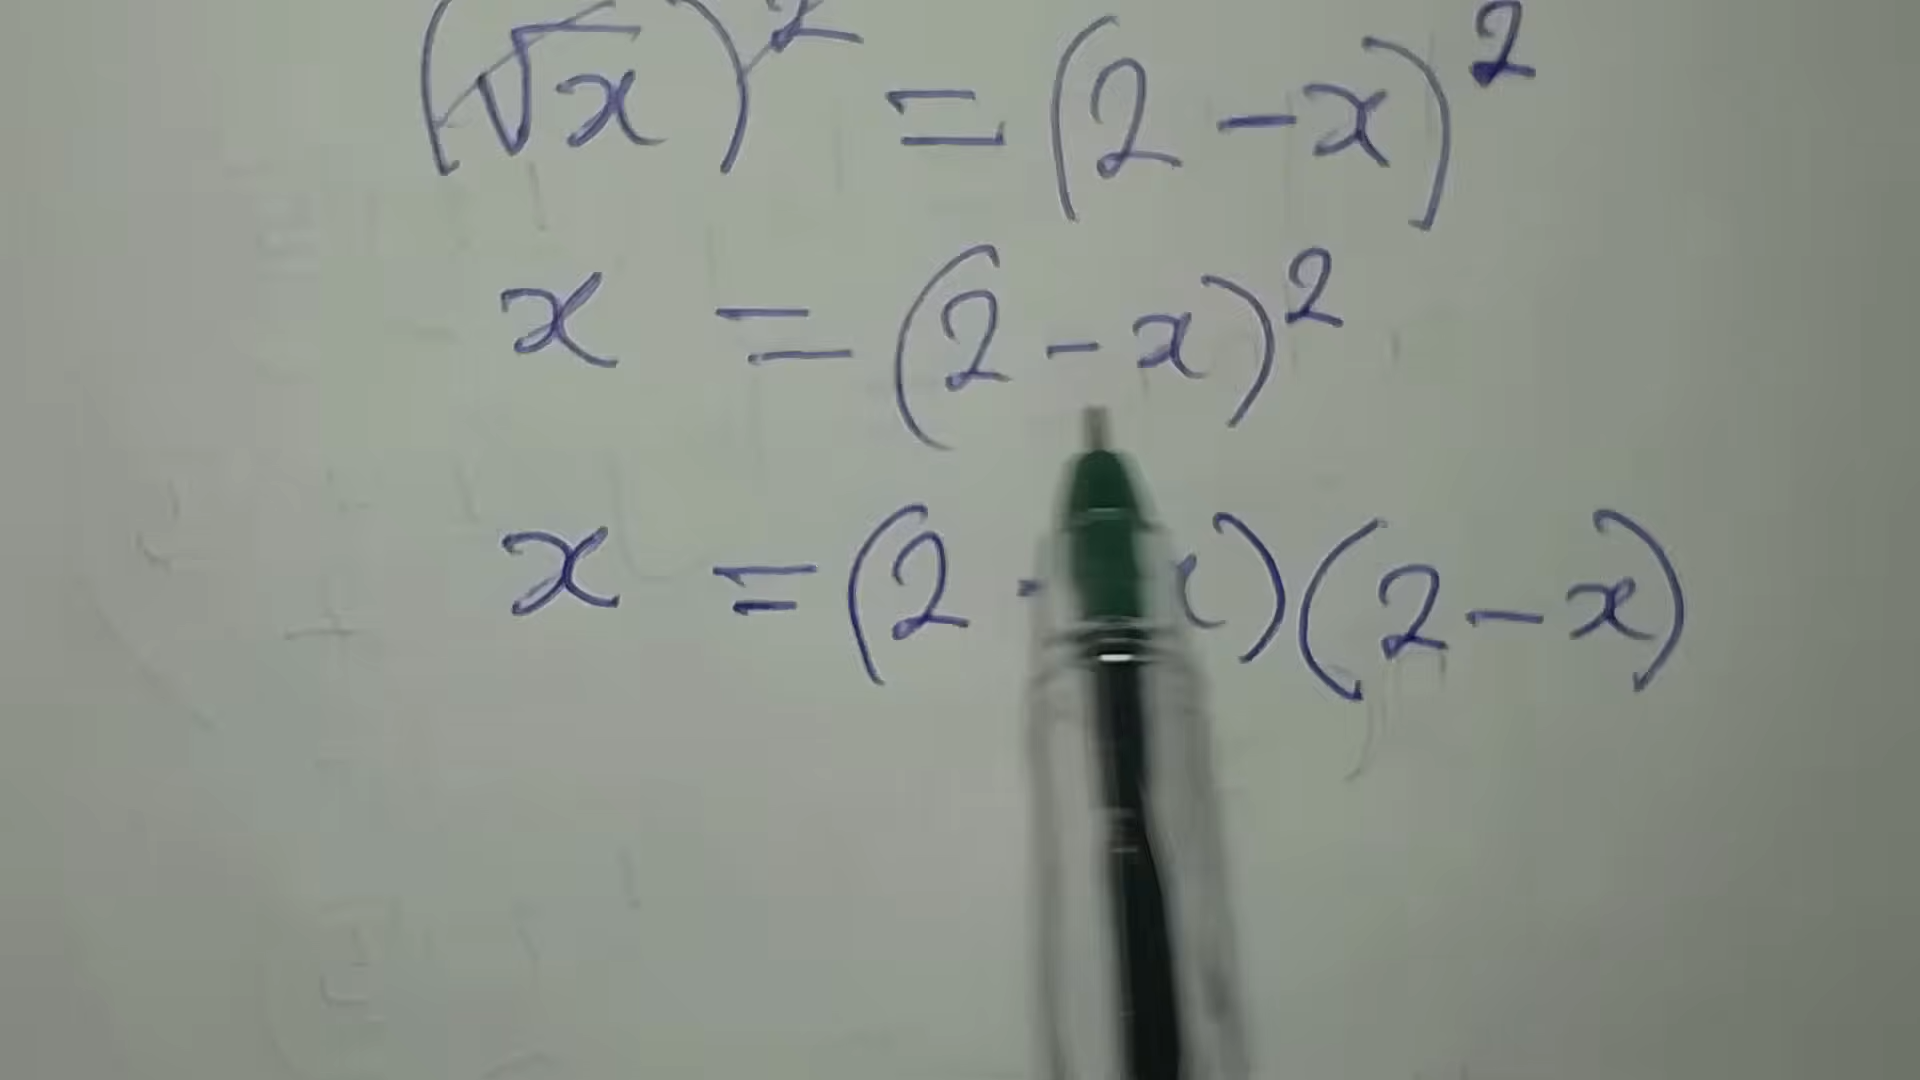 (√x)² = (2 - x)²
x = (2 - x)²
x = (2 - x)(2 - x)